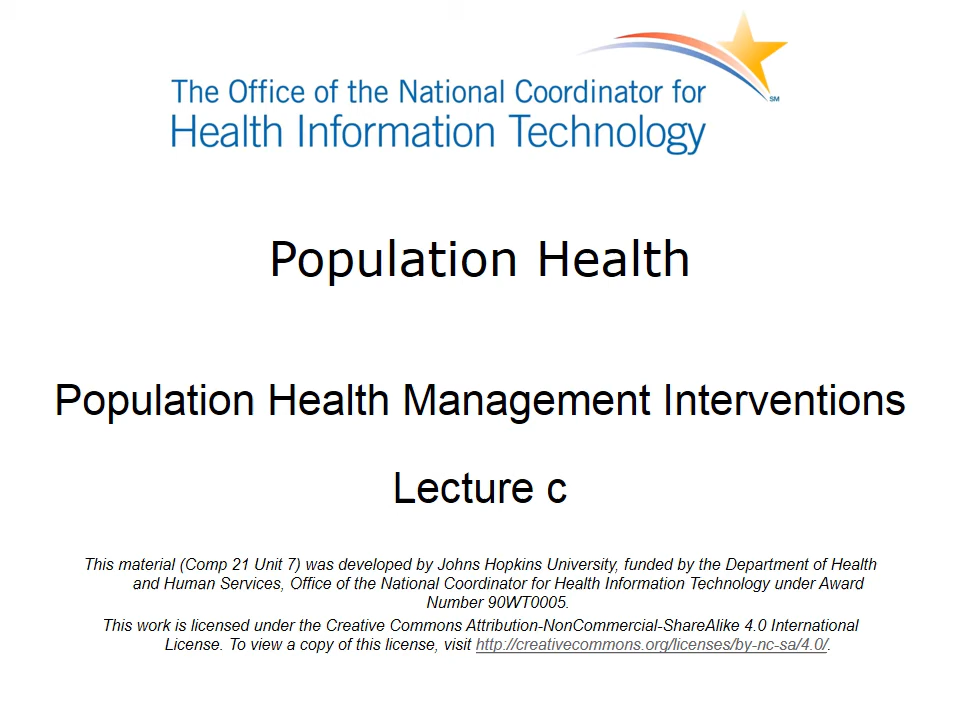 The Office of the National Coordinator for
Health Information Technology
SM
Population Health
Population Health Management Interventions
Lecture c
This material (Comp 21 Unit 7) was developed by Johns Hopkins University, funded by the Department of Health
and Human Services, Office of the National Coordinator for Health Information Technology under Award
Number 90WT0005.
This work is licensed under the Creative Commons Attribution-NonCommercial-ShareAlike 4.0 International
License. To view a copy of this license, visit http://creativecommons.org/licenses/by-nc-sa/4.0/.